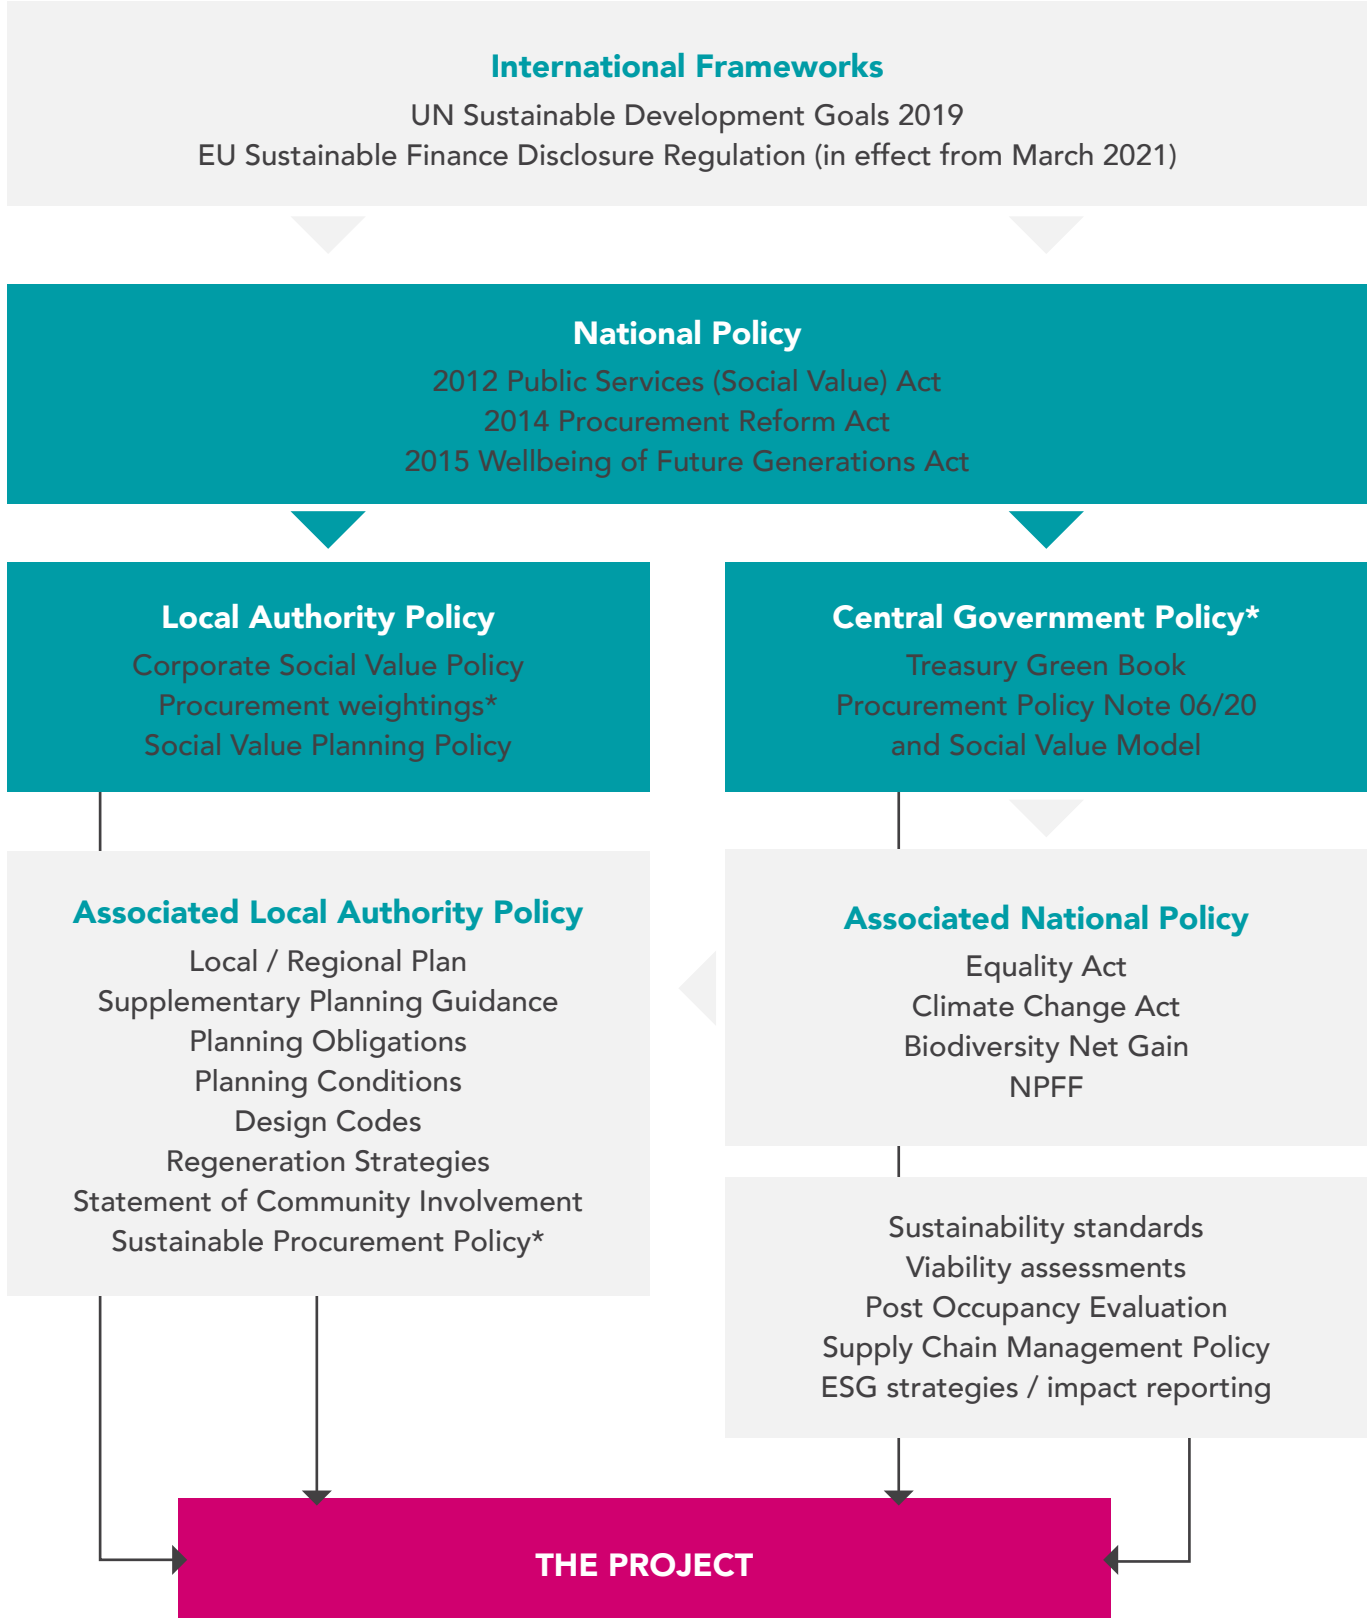 International Frameworks
UN Sustainable Development Goals 2019
EU Sustainable Finance Disclosure Regulation (in effect from March 2021)
National Policy
2012 Public Services (Social Value) Act
2014 Procurement Reform Act
2015 Wellbeing of Future Generations Act
Local Authority Policy
Corporate Social Value Policy
Procurement weightings*
Social Value Planning Policy
Central Government Policy*
Treasury Green Book
Procurement Policy Note 06/20
and Social Value Model
Associated Local Authority Policy
Local / Regional Plan
Supplementary Planning Guidance
Planning Obligations
Planning Conditions
Design Codes
Regeneration Strategies
Statement of Community Involvement
Sustainable Procurement Policy*
Associated National Policy
Equality Act
Climate Change Act
Biodiversity Net Gain
NPFF
Sustainability standards
Viability assessments
Post Occupancy Evaluation
Supply Chain Management Policy
ESG strategies / impact reporting
THE PROJECT